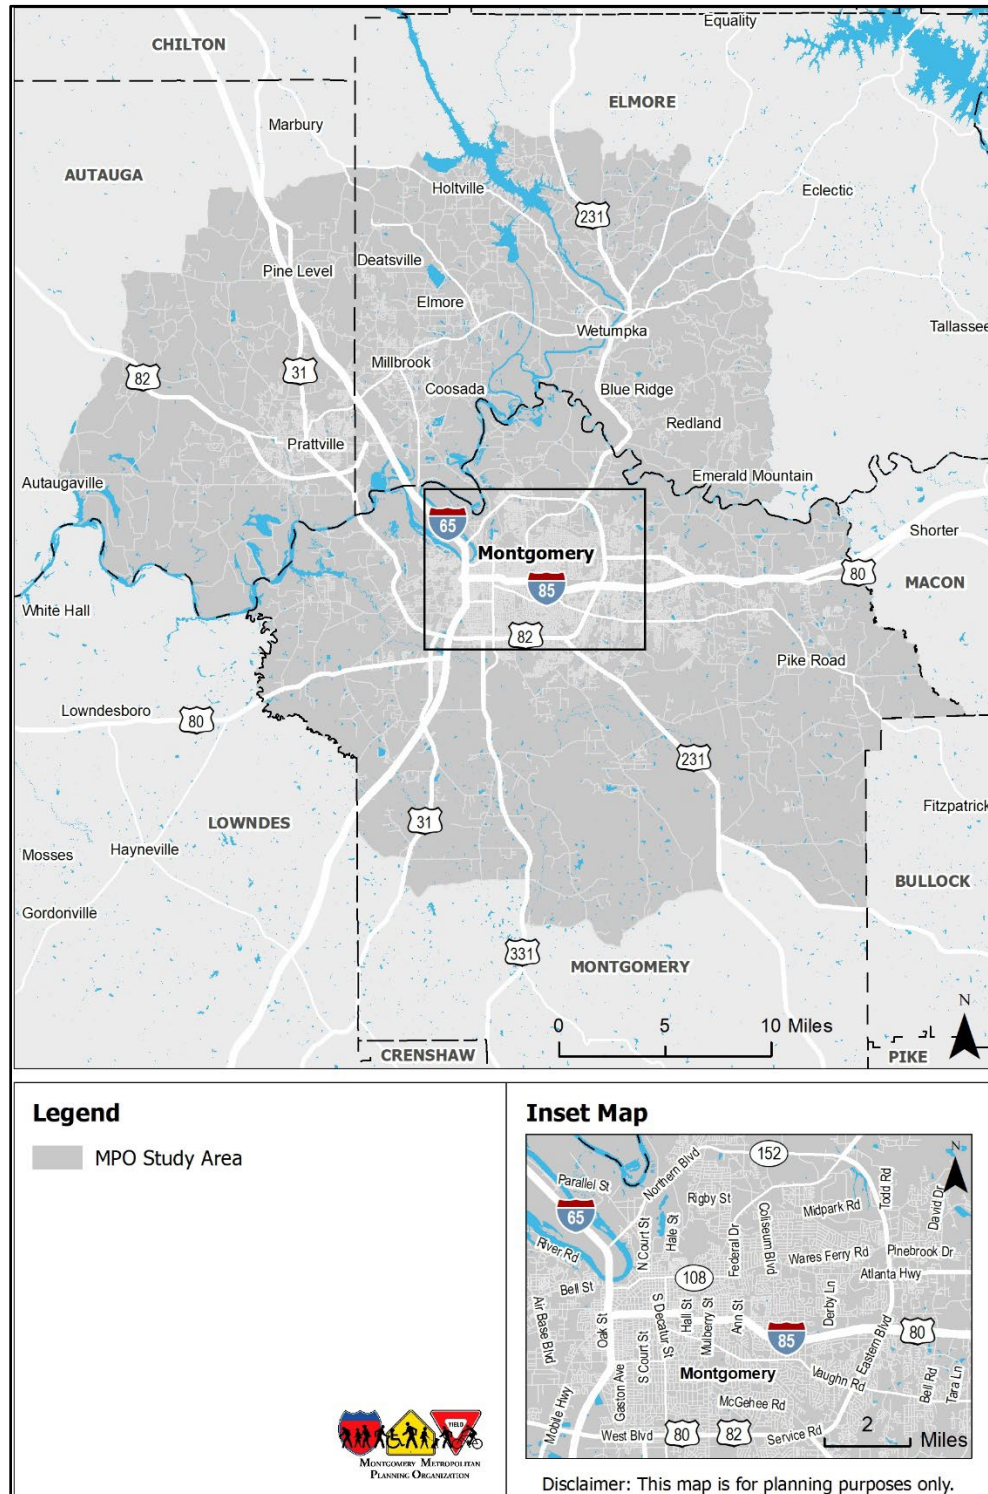 Equality
CHILTON
ELMORE
Marbury
AUTAUGA
Holtville
Eclectic
231
Deatsville
Pine Level
Elmore
Wetumpka
Tallassee
Millbrook
82
31
Coosada
Blue Ridge
Redland
Prattville
Emerald Mountain
Autaugaville
65
Shorter
Montgomery
80
85
MACON
White Hall
82
Pike Road
Lowndesboro
80
231
Fitzpatrick
LOWNDES
31
Hayneville
Mosses
BULLOCK
Gordonville
331
MONTGOMERY
N
0 5 10 Miles
CRENSHAW
PIKE
Legend
MPO Study Area
YIELD
MONTGOMERY METROPOLITAN
PLANNING ORGANIZATION
Inset Map
N
152
Northern Blvd
Parallel St
Todd Rd
David Dr
Rigby St
Midpark Rd
65
N Court St
Hale St
Federal Dr
Coliseum Blvd
River Rd
Wares Ferry Rd
Pinebrook Dr
Atlanta Hwy
108
Bell St
Air Base Blvd
Oak St
S Decatur St
Hall St
Mulberry St
Ann St
Derby Ln
85
80
Eastern Blvd
S Court St
Gaston Ave
Montgomery
Vaughn Rd
Bell Rd
Tara Ln
McGehee Rd
Mobile Hwy
West Blvd
80
82
Service Rd
2
Miles
Disclaimer: This map is for planning purposes only.